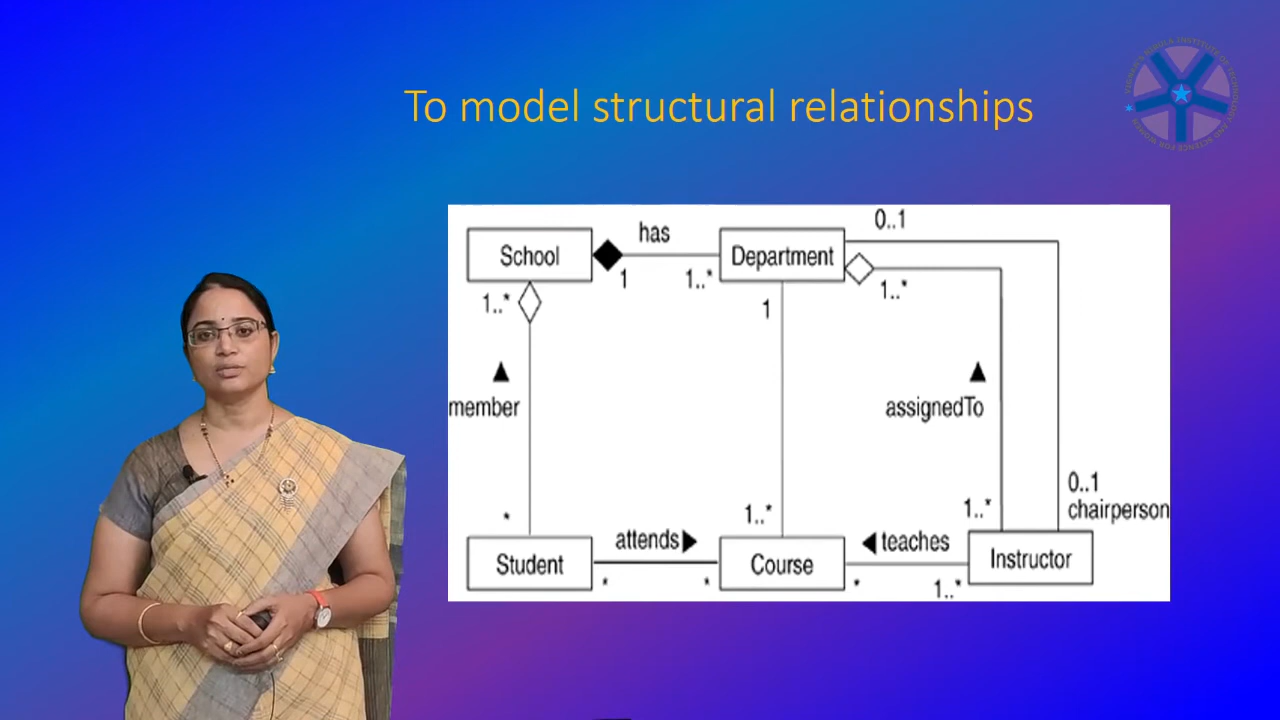 To model structural relationships
School
has
1
1..*
Department
0..1
1..*
1..*
1
member
assignedTo
*
1..*
1..*
0..1
chairperson
Student
attends
*
*
Course
teaches
*
1..*
Instructor